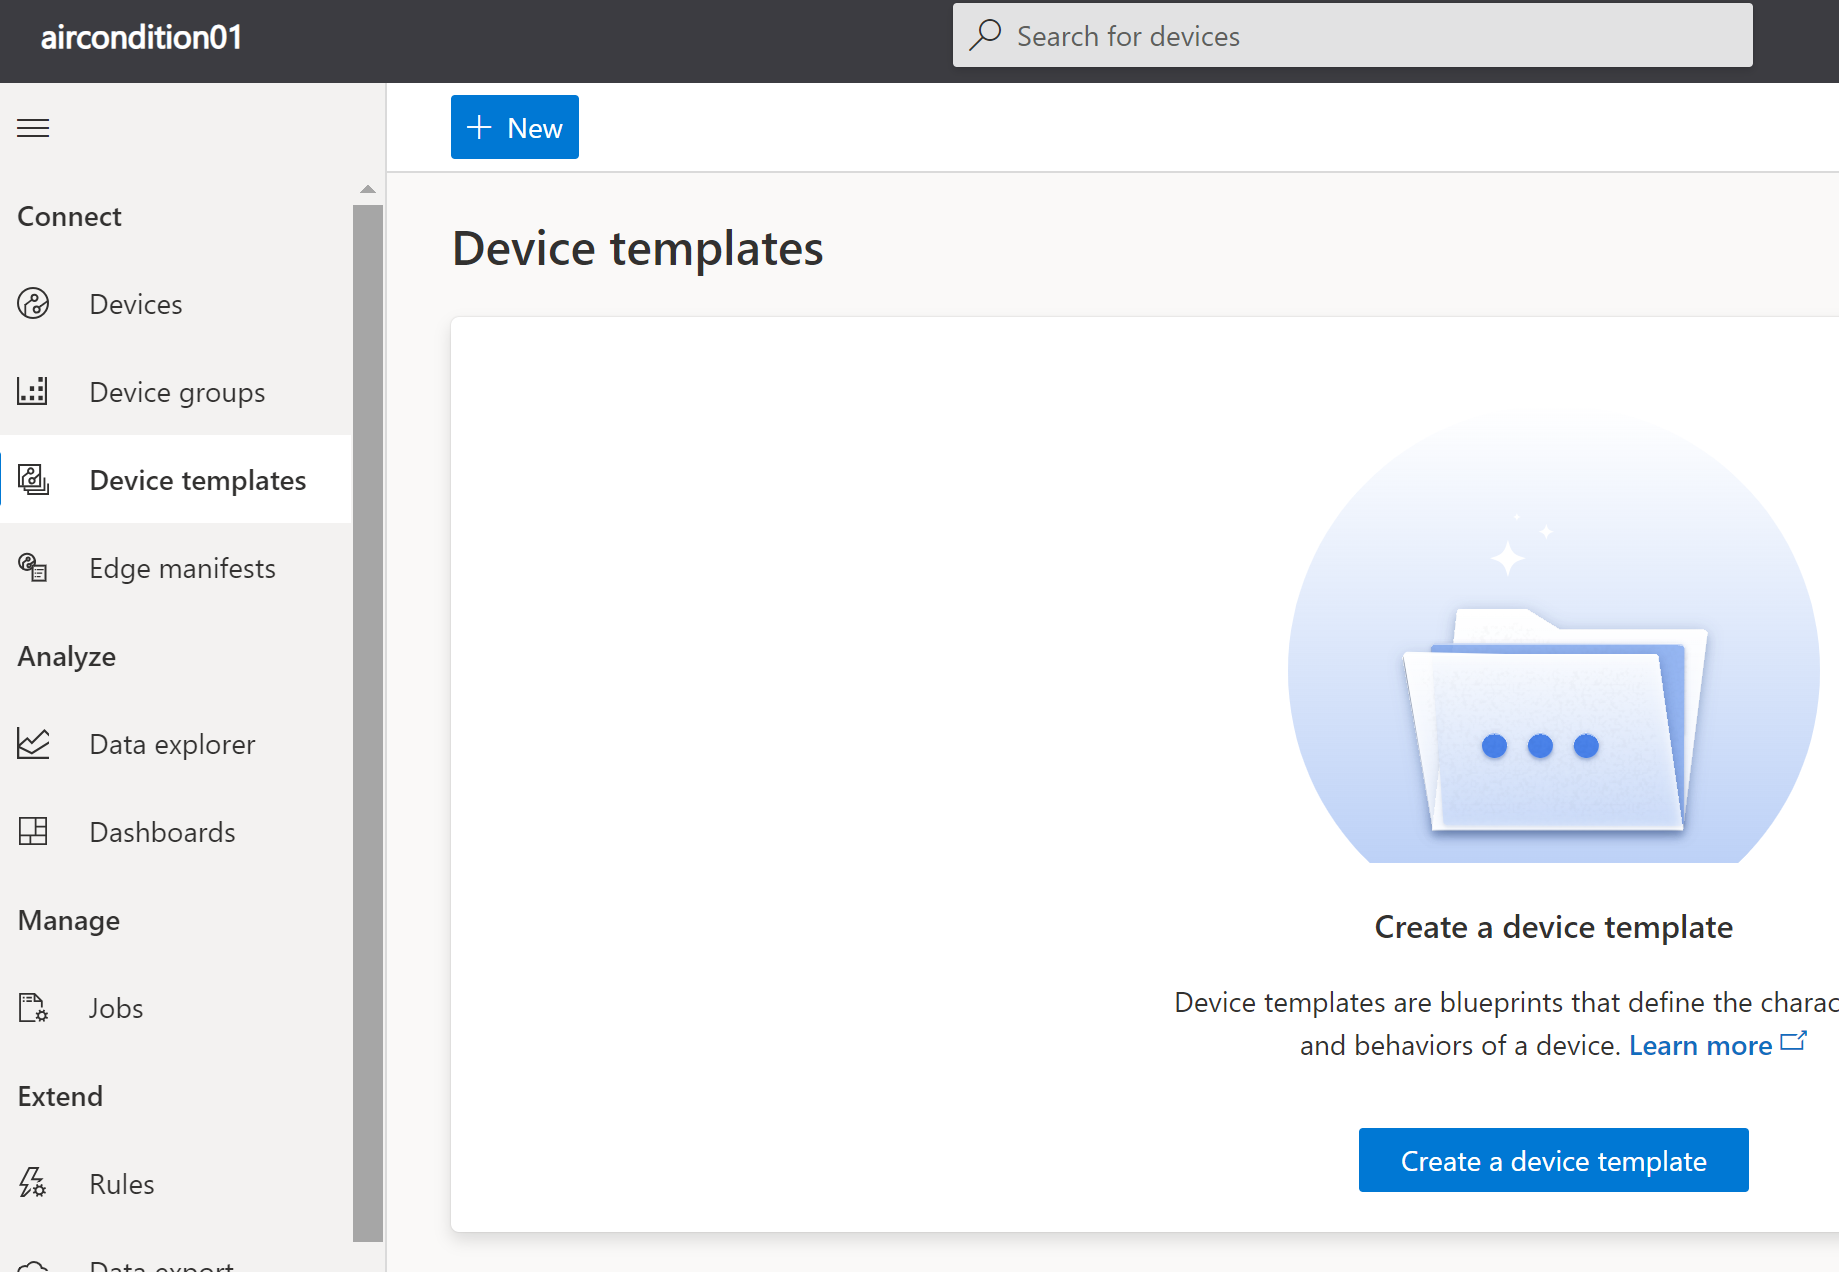 aircondition01
Search for devices
New
Connect
Devices
Device groups
Device templates
Edge manifests
Analyze
Data explorer
Dashboards
Manage
Jobs
Extend
Rules
Data export
Device templates
Create a device template
Device templates are blueprints that define the charac
and behaviors of a device. Learn more
Create a device template